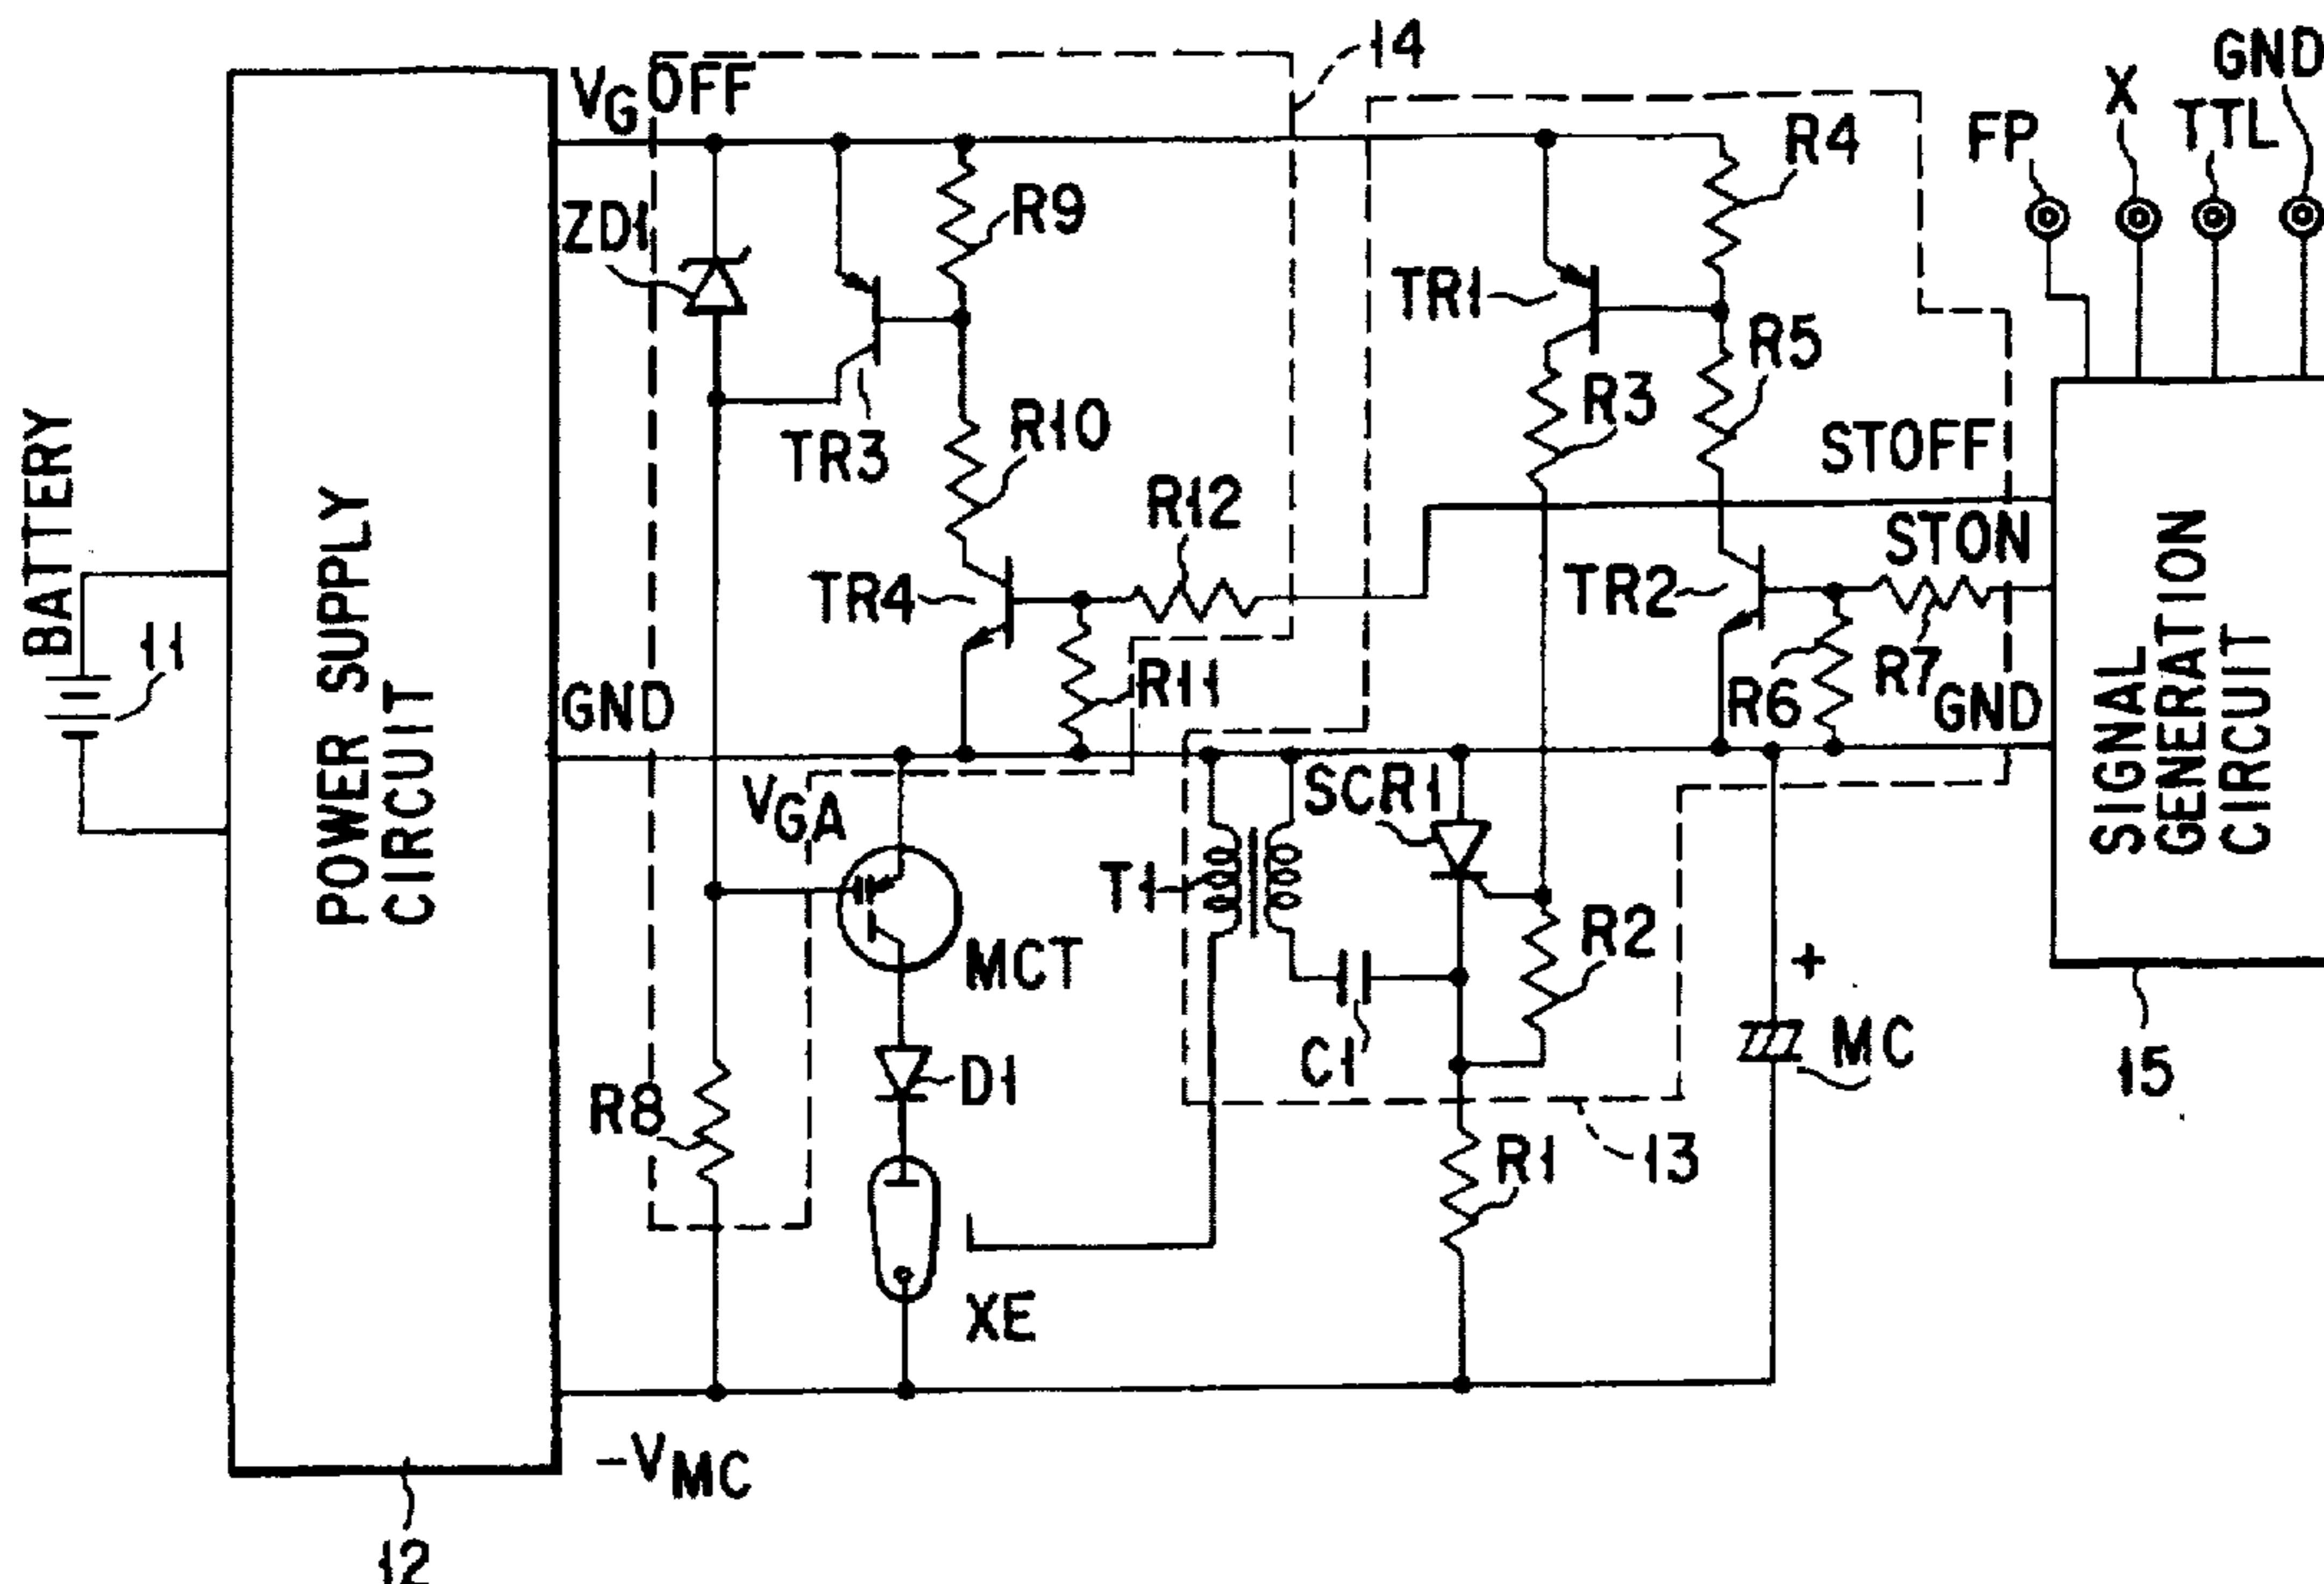 14
GND
X
TTL
FP
VG OFF
R4
ZD1
R9
TR1
R5
R3
BATTERY
11
POWER SUPPLY
CIRCUIT
TR3
R10
STOFF
R12
STON
TR4
TR2
SIGNAL
GENERATION
CIRCUIT
R11
R6
R7
GND
GND
VGA
SCR1
T1
R2
MCT
+
MC
C1
D1
15
R8
R1
13
XE
-VMC
12